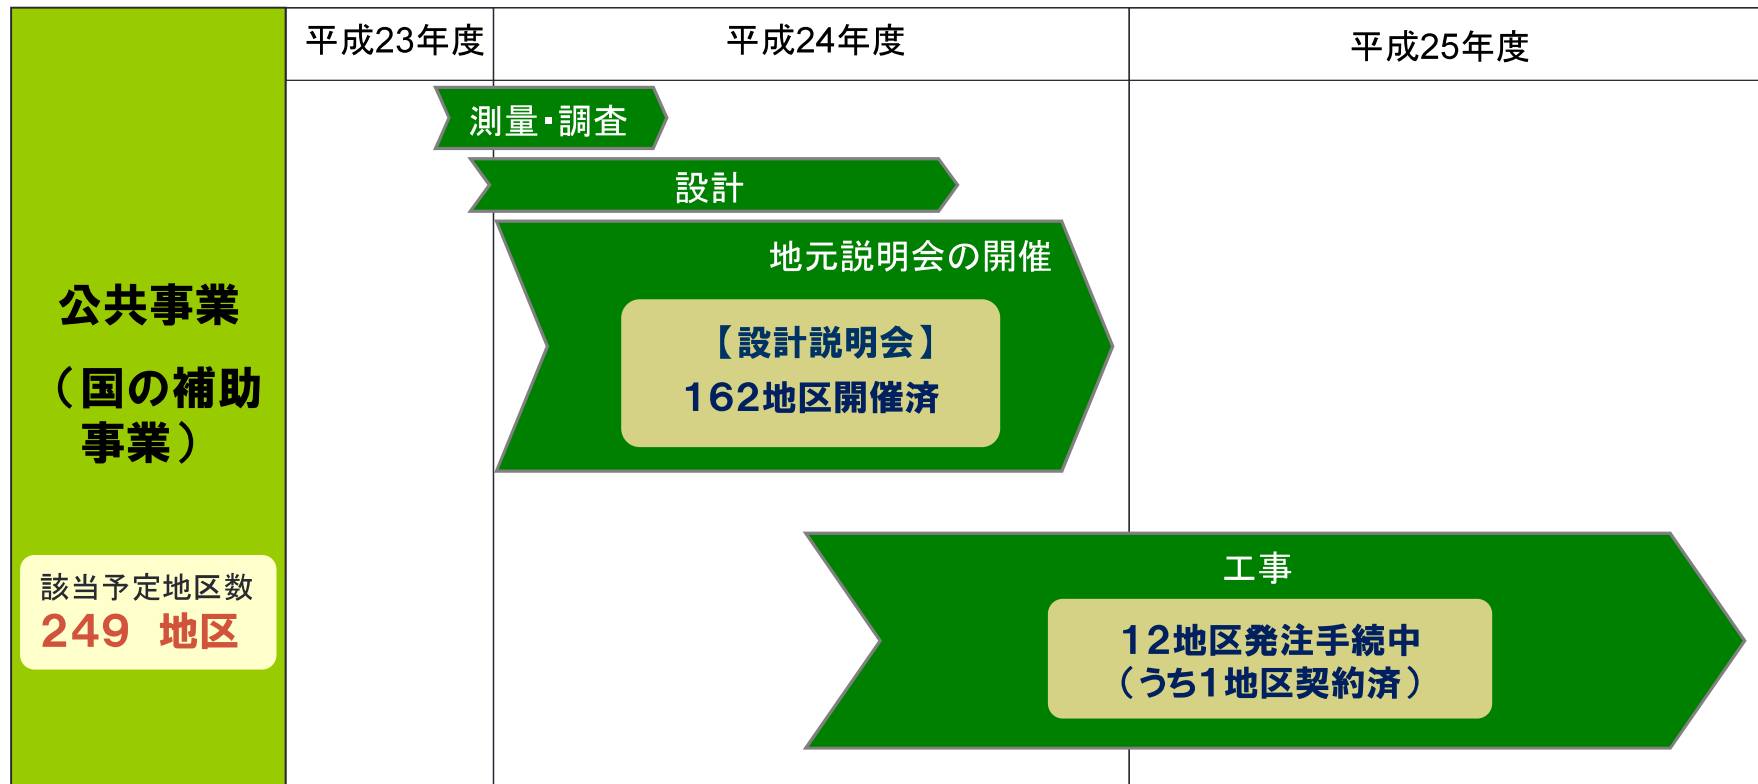 平成23年度
平成24年度
平成25年度
公共事業
（国の補助
事業）
該当予定地区数
249　地区
測量・調査
設計
地元説明会の開催
【設計説明会】
162地区開催済
工事
12地区発注手続中
（うち1地区契約済）